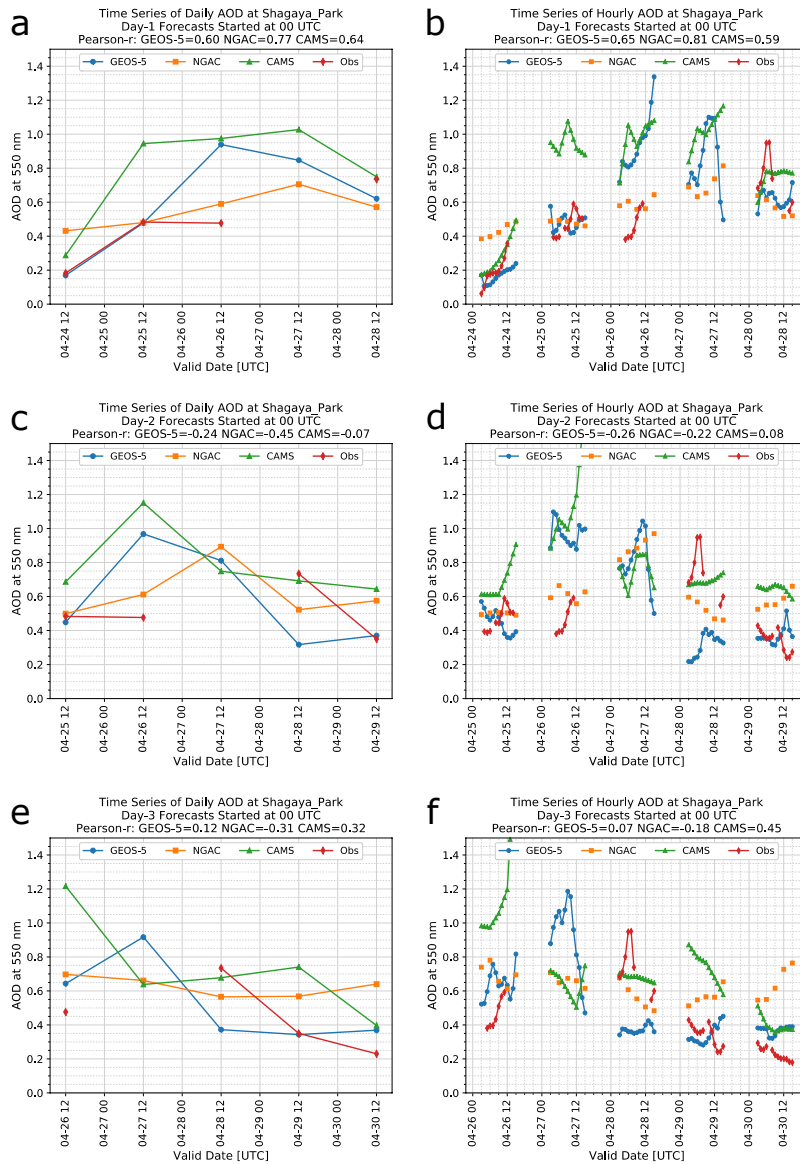 a
Time Series of Daily AOD at Shagaya_Park
Day-1 Forecasts Started at 00 UTC
Pearson-r: GEOS-5=0.60 NGAC=0.77 CAMS=0.64
GEOS-5 NGAC CAMS Obs
AOD at 550 nm
1.4
1.2
1.0
0.8
0.6
0.4
0.2
0.0
04-24 12
04-25 00
04-25 12
04-26 00
04-26 12
04-27 00
04-27 12
04-28 00
04-28 12
Valid Date [UTC]
b
Time Series of Hourly AOD at Shagaya_Park
Day-1 Forecasts Started at 00 UTC
Pearson-r: GEOS-5=0.65 NGAC=0.81 CAMS=0.59
GEOS-5 NGAC CAMS Obs
AOD at 550 nm
1.4
1.2
1.0
0.8
0.6
0.4
0.2
0.0
04-24 00
04-24 12
04-25 00
04-25 12
04-26 00
04-26 12
04-27 00
04-27 12
04-28 00
04-28 12
Valid Date [UTC]
c
Time Series of Daily AOD at Shagaya_Park
Day-2 Forecasts Started at 00 UTC
Pearson-r: GEOS-5=−0.24 NGAC=−0.45 CAMS=−0.07
GEOS-5 NGAC CAMS Obs
AOD at 550 nm
1.4
1.2
1.0
0.8
0.6
0.4
0.2
0.0
04-25 12
04-26 00
04-26 12
04-27 00
04-27 12
04-28 00
04-28 12
04-29 00
04-29 12
Valid Date [UTC]
d
Time Series of Hourly AOD at Shagaya_Park
Day-2 Forecasts Started at 00 UTC
Pearson-r: GEOS-5=−0.26 NGAC=−0.22 CAMS=0.08
GEOS-5 NGAC CAMS Obs
AOD at 550 nm
1.4
1.2
1.0
0.8
0.6
0.4
0.2
0.0
04-25 00
04-25 12
04-26 00
04-26 12
04-27 00
04-27 12
04-28 00
04-28 12
04-29 00
04-29 12
Valid Date [UTC]
e
Time Series of Daily AOD at Shagaya_Park
Day-3 Forecasts Started at 00 UTC
Pearson-r: GEOS-5=0.12 NGAC=−0.31 CAMS=0.32
GEOS-5 NGAC CAMS Obs
AOD at 550 nm
1.4
1.2
1.0
0.8
0.6
0.4
0.2
0.0
04-26 12
04-27 00
04-27 12
04-28 00
04-28 12
04-29 00
04-29 12
04-30 00
04-30 12
Valid Date [UTC]
f
Time Series of Hourly AOD at Shagaya_Park
Day-3 Forecasts Started at 00 UTC
Pearson-r: GEOS-5=0.07 NGAC=−0.18 CAMS=0.45
GEOS-5 NGAC CAMS Obs
AOD at 550 nm
1.4
1.2
1.0
0.8
0.6
0.4
0.2
0.0
04-26 00
04-26 12
04-27 00
04-27 12
04-28 00
04-28 12
04-29 00
04-29 12
04-30 00
04-30 12
Valid Date [UTC]